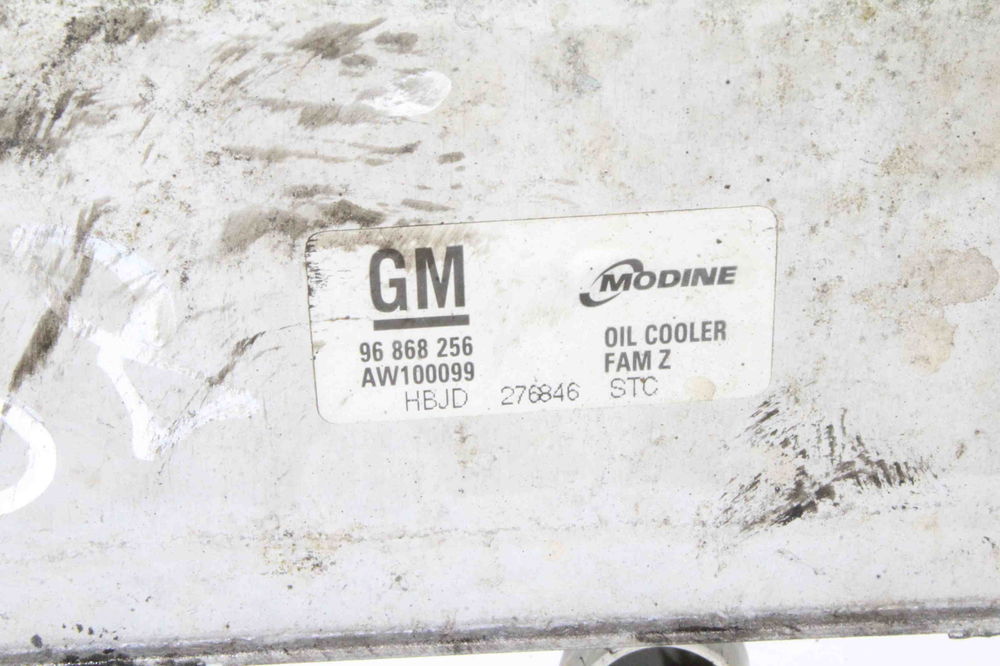 GM
MODINE
96 868 256
AW100099
OIL COOLER
FAM Z
HBJD 276846 STC